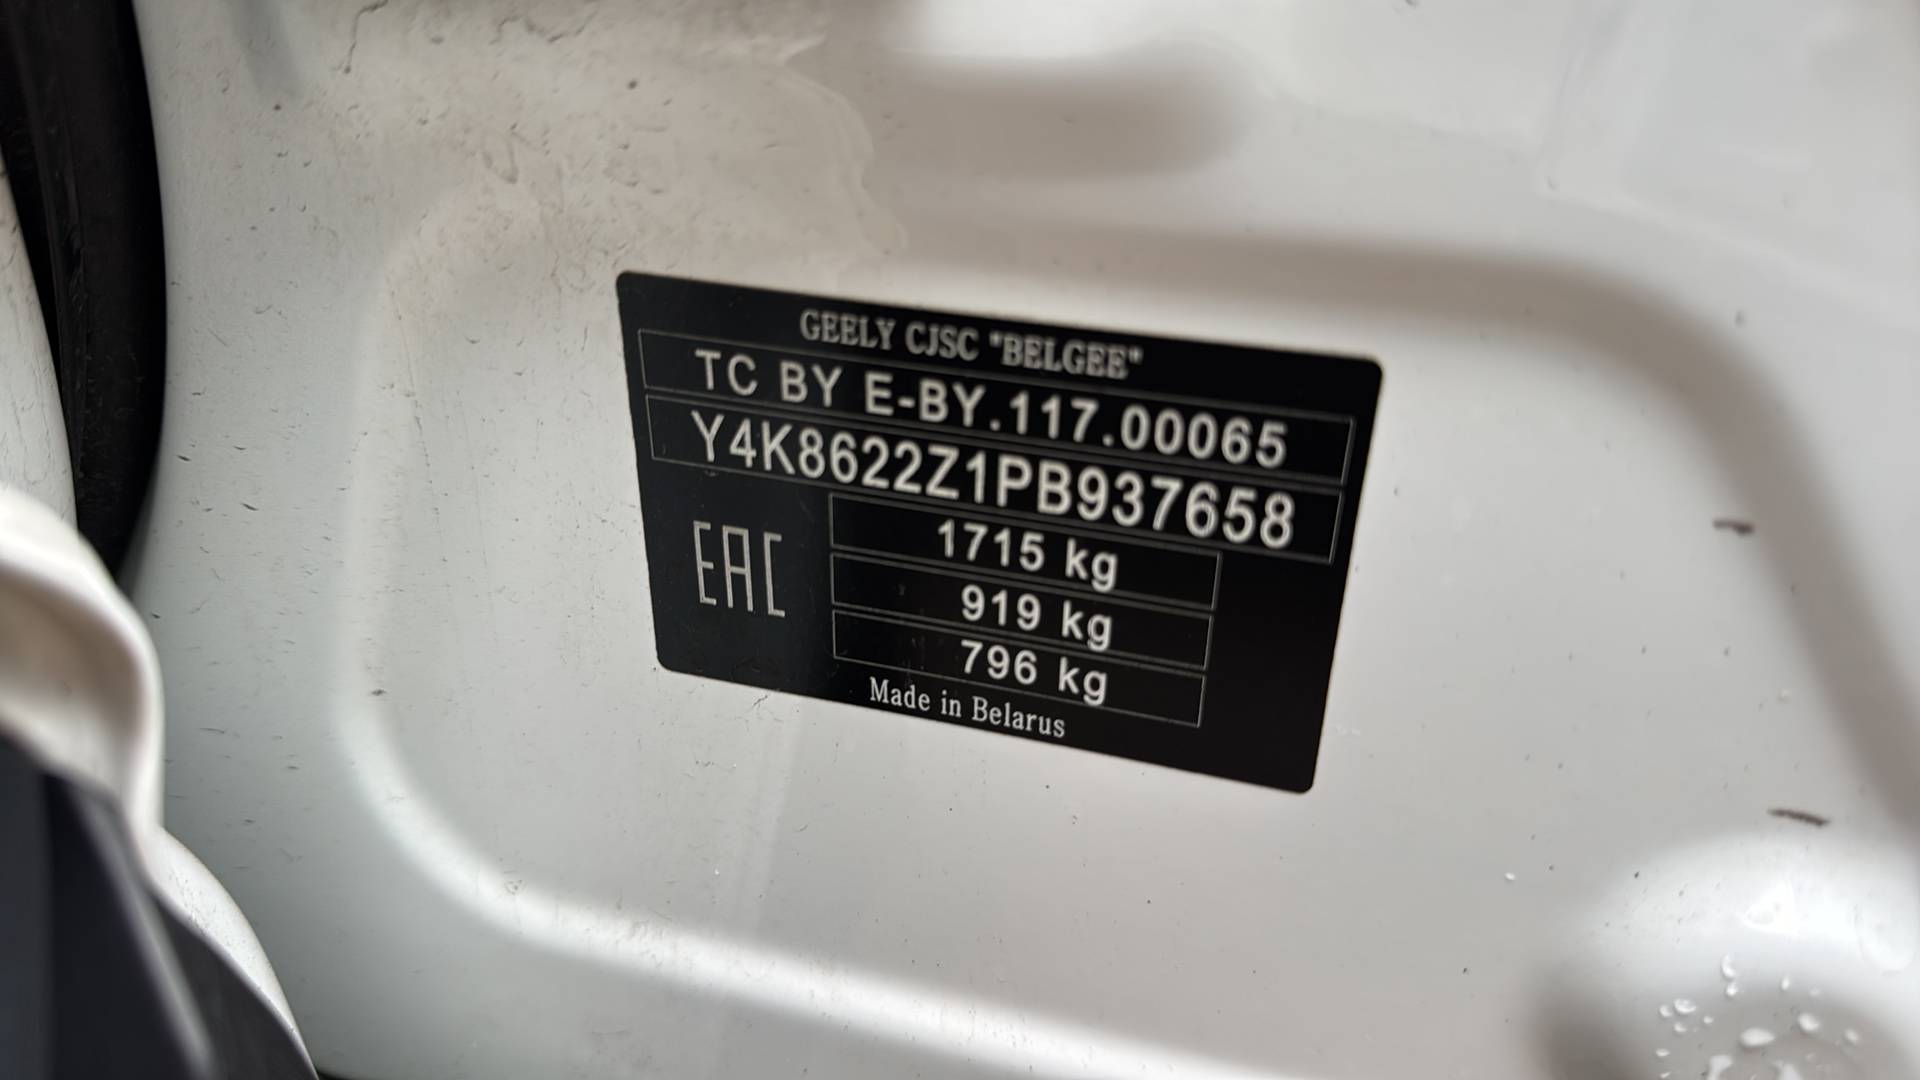 GEELY CJSC "BELGEE"
TC BY E-BY.117.00065
Y4K8622Z1PB937658
EAC
1715 kg
919 kg
796 kg
Made in Belarus